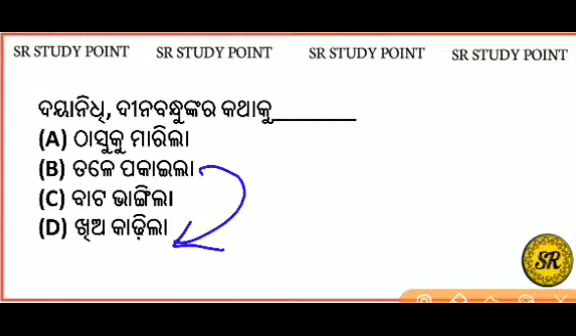 SR STUDY POINT SR STUDY POINT SR STUDY POINT SR STUDY POINT
ଦୟାନିଧି, ଦୀନବନ୍ଧୁଙ୍କର କଥାକୁ________
(A) ଠାସୁକୁ ମାରିଲା
(B) ତଳେ ପକାଇଲା
(C) ବାଟ ଭାଙ୍ଗିଲା
(D) ଖିଅ କାଢ଼ିଲା
SR